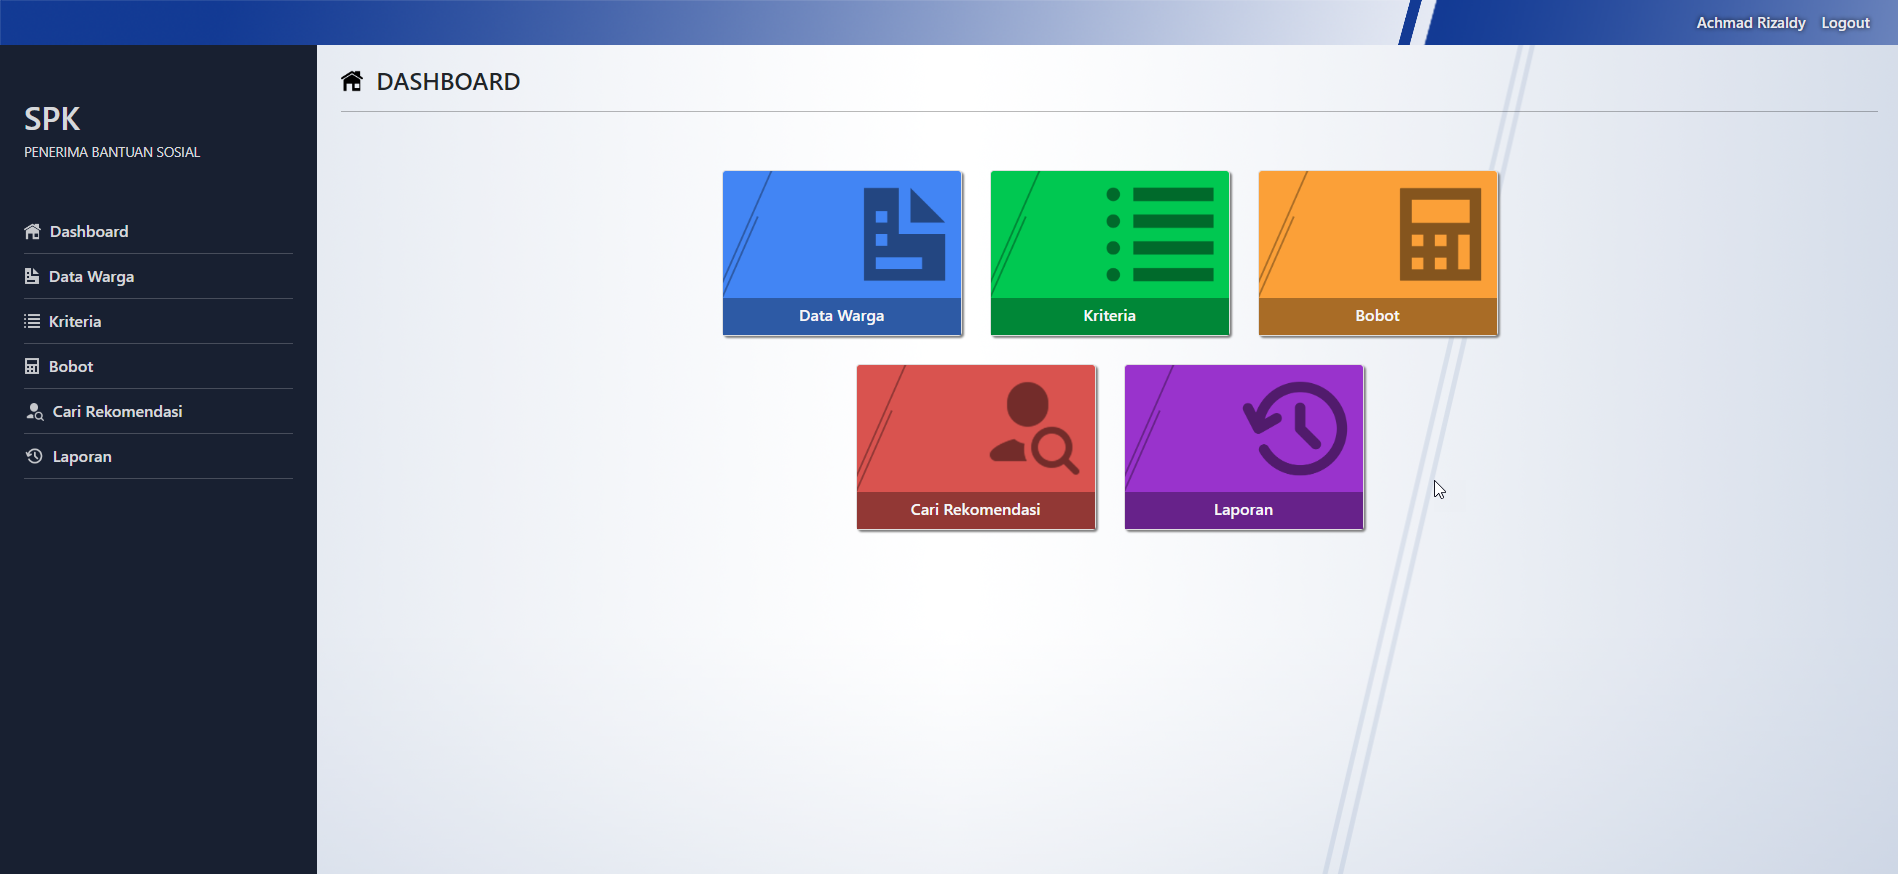 Achmad Rizaldy Logout
SPK
PENERIMA BANTUAN SOSIAL
Dashboard
Data Warga
Kriteria
Bobot
Cari Rekomendasi
Laporan
DASHBOARD
Data Warga
Kriteria
Bobot
Cari Rekomendasi
Laporan